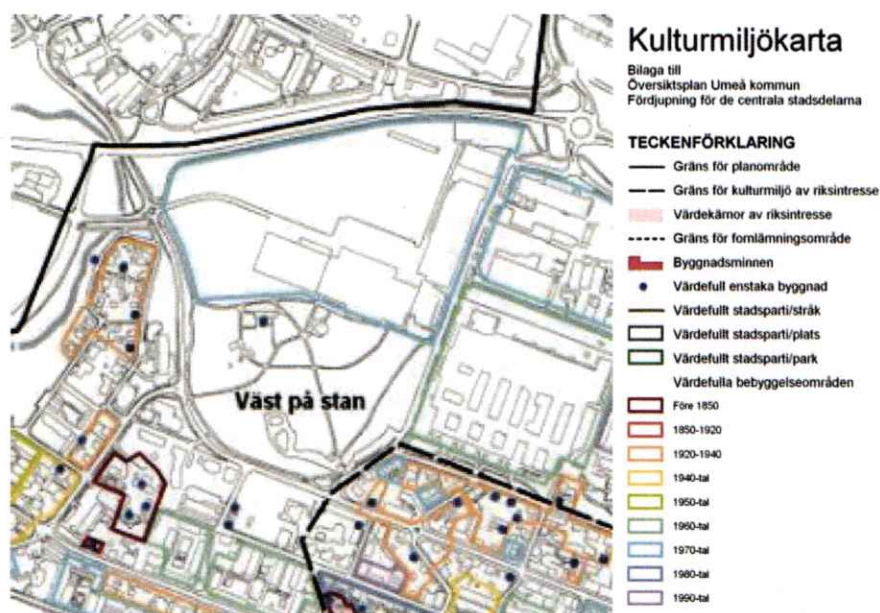 Kulturmiljökarta
Bilaga till
Översiktsplan Umeå kommun
Fördjupning för de centrala stadsdelarna
TECKENFÖRKLARING
Gräns för planområde
Gräns för kulturmiljö av riksintresse
Värdekärnor av riksintresse
Gräns för fornlämningsområde
Byggnadsminnen
Värdefull enstaka byggnad
Värdefullt stadsparti/stråk
Värdefullt stadsparti/plats
Värdefullt stadsparti/park
Värdefulla bebyggelseområden
Före 1850
1850-1920
1920-1940
1940-tal
1950-tal
1960-tal
1970-tal
1980-tal
1990-tal
Väst på stan